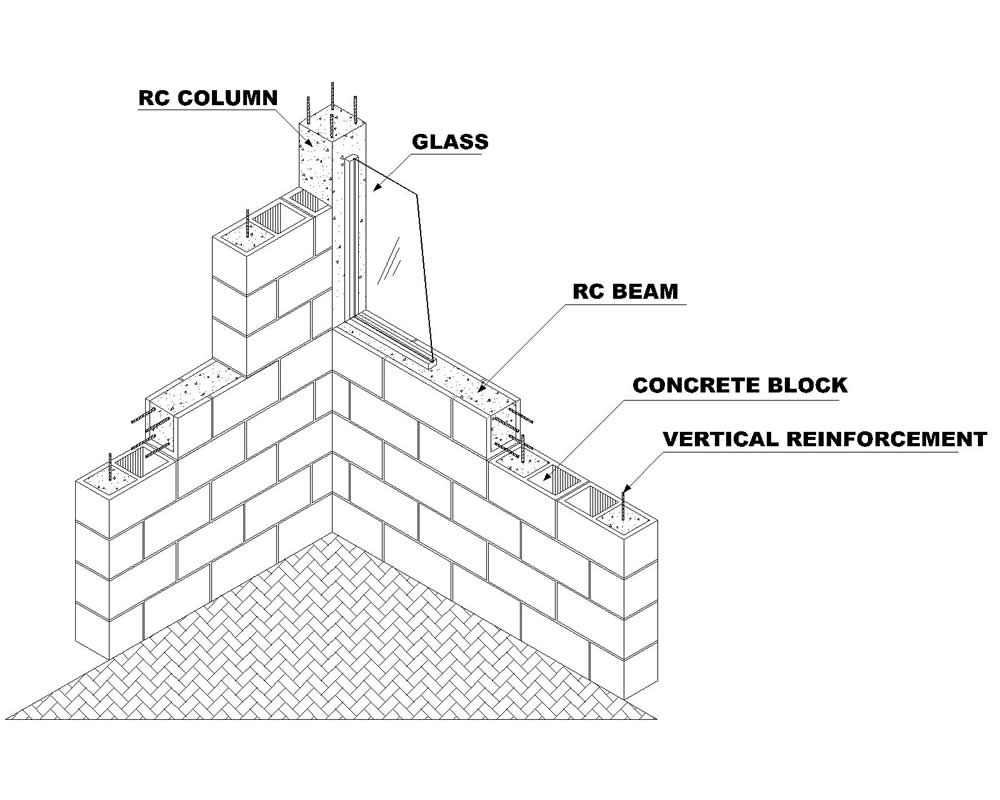 RC COLUMN
GLASS
RC BEAM
CONCRETE BLOCK
VERTICAL REINFORCEMENT